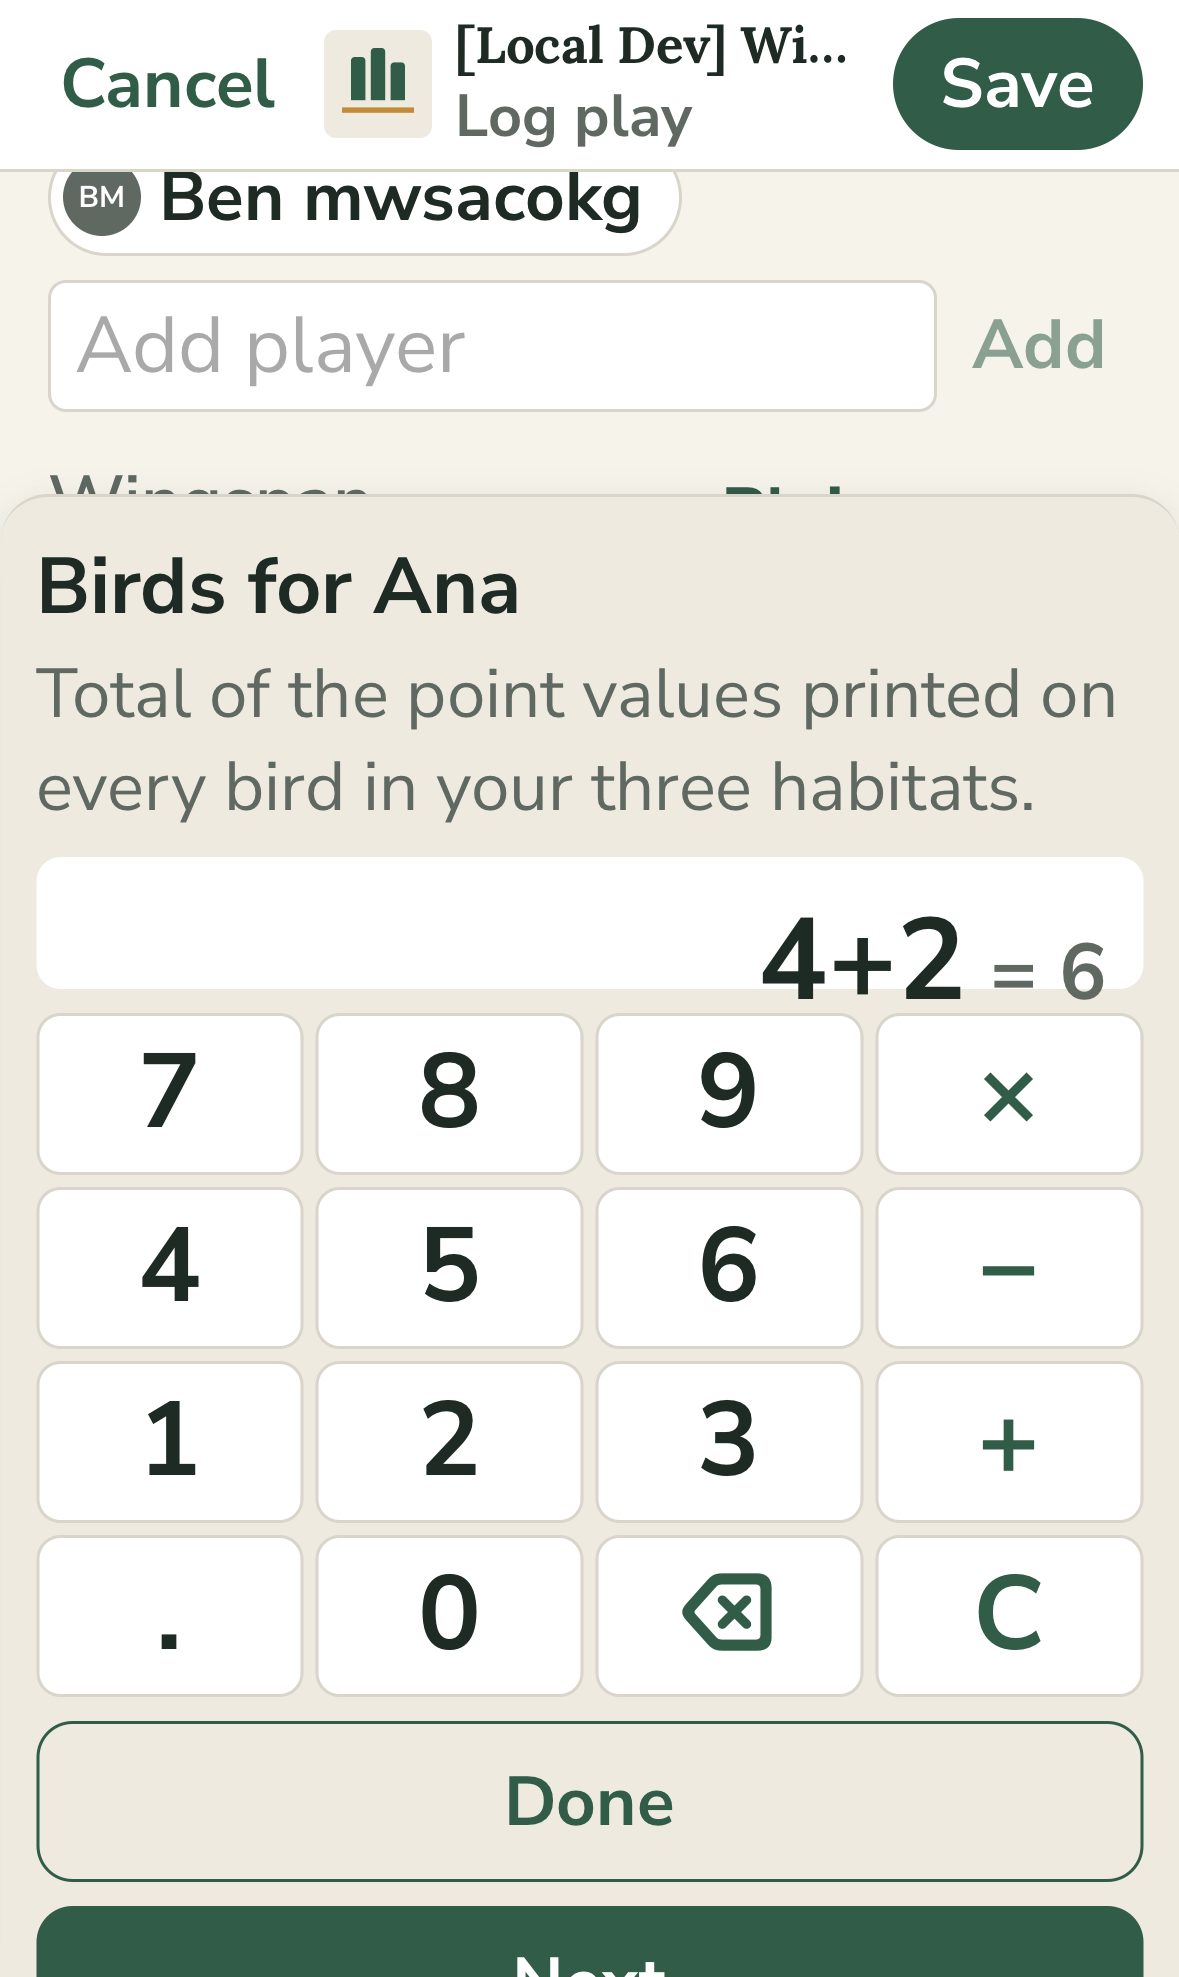 Cancel
[Local Dev] Wi...
Log play
Save
BM Ben mwsacokg
Add player
Add
Wingspan
Birds for Ana
Total of the point values printed on
every bird in your three habitats.
4+2 = 6
7 8 9 ×
4 5 6 −
1 2 3 +
. 0 C
Done
Next